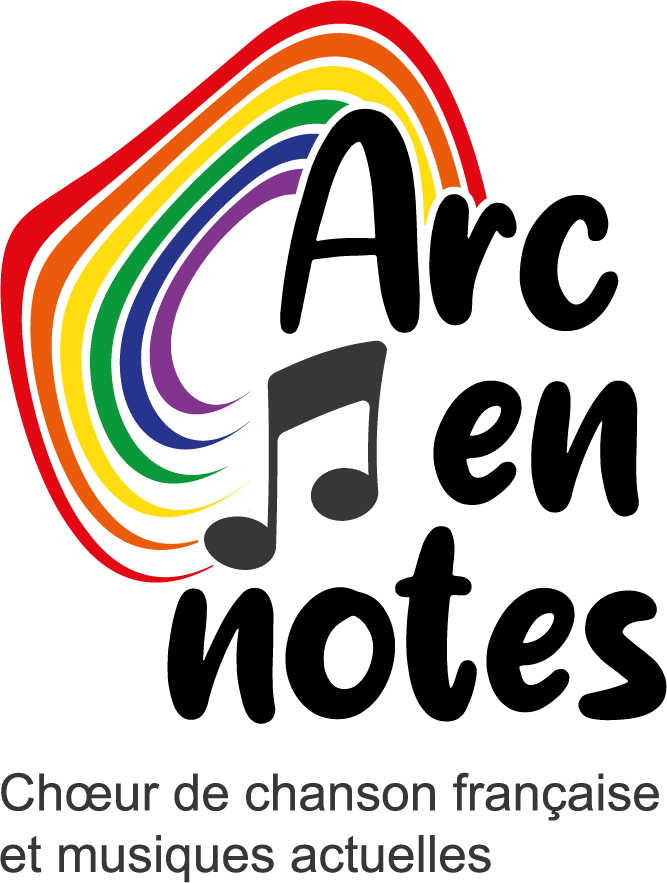 Arc
en
notes
Chœur de chanson française
et musiques actuelles